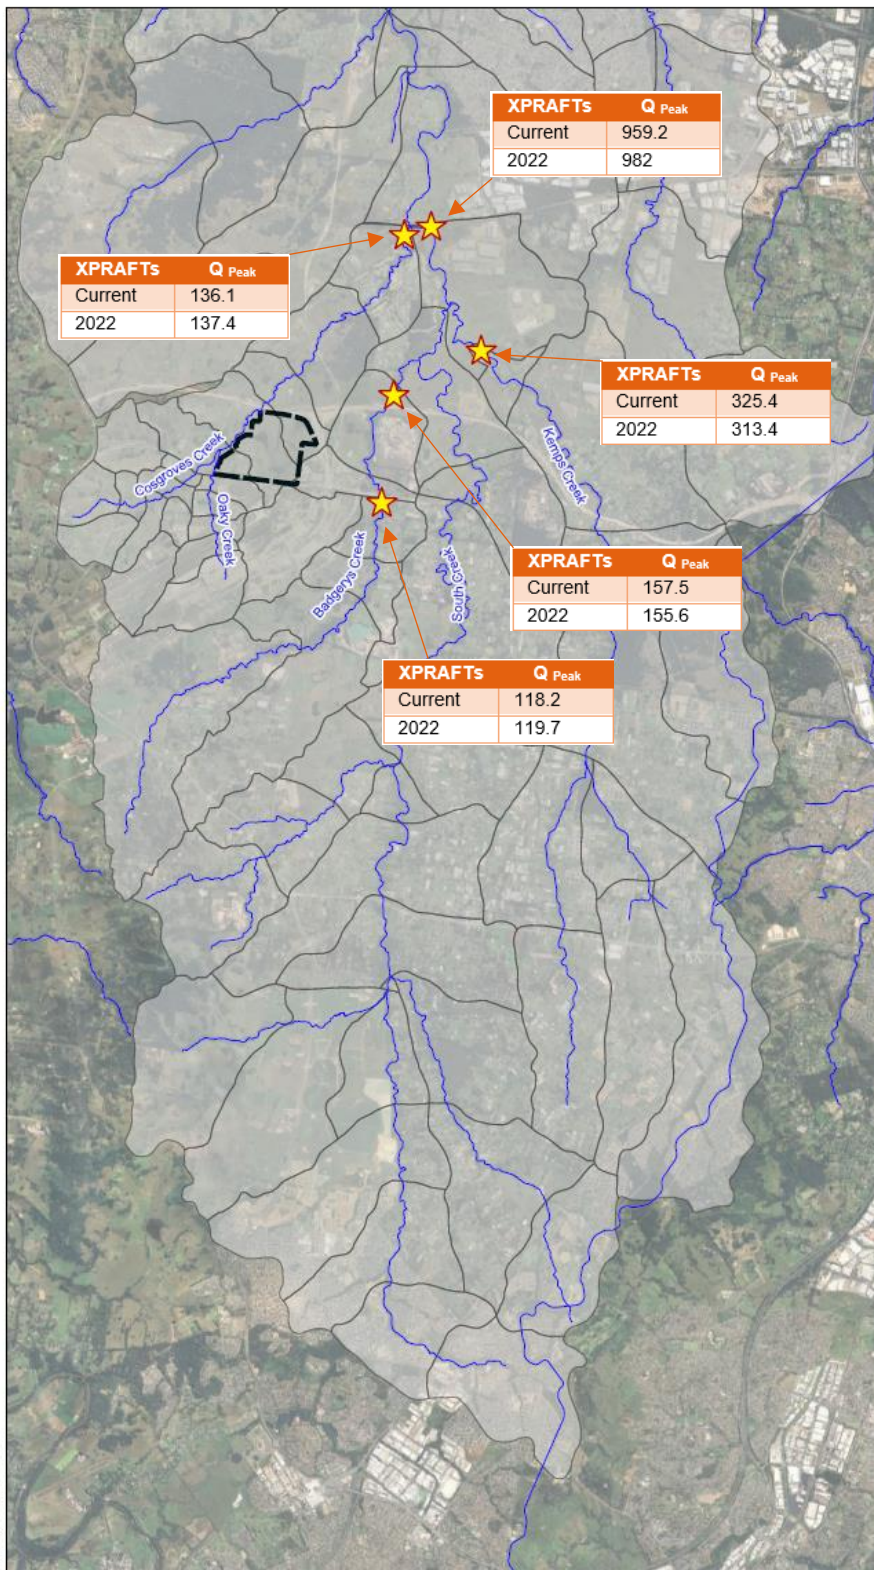 XPRAFTs Q Peak
Current 959.2
2022 982
XPRAFTs Q Peak
Current 136.1
2022 137.4
XPRAFTs Q Peak
Current 325.4
2022 313.4
Cosgroves Creek
Oaky Creek
Kemps Creek
Badgerys Creek
South Creek
XPRAFTs Q Peak
Current 157.5
2022 155.6
XPRAFTs Q Peak
Current 118.2
2022 119.7